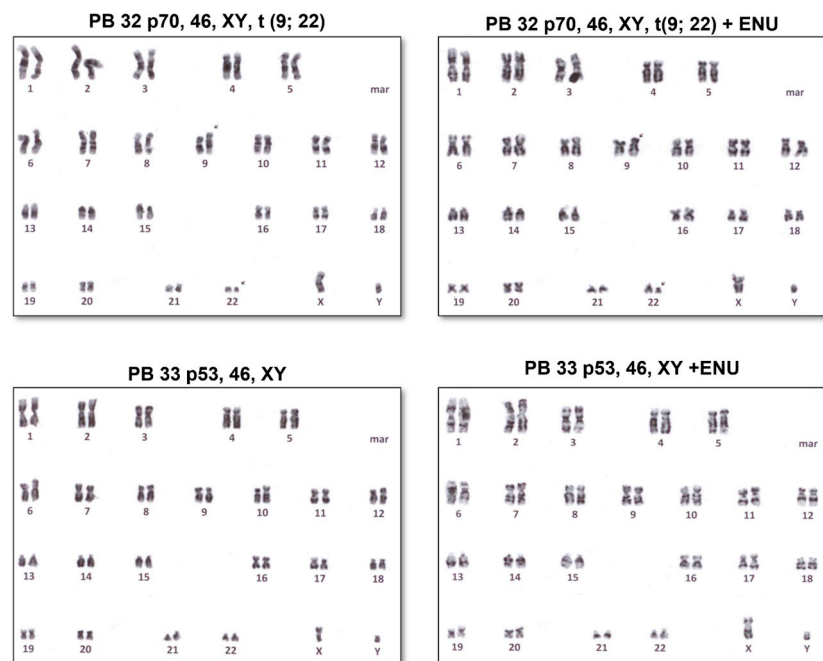 PB 32 p70, 46, XY, t (9; 22)
1 2 3 4 5 mar
6 7 8 9 10 11 12
13 14 15 16 17 18
19 20 21 22 X Y
PB 32 p70, 46, XY, t(9; 22) + ENU
1 2 3 4 5 mar
6 7 8 9 10 11 12
13 14 15 16 17 18
19 20 21 22 X Y
PB 33 p53, 46, XY
1 2 3 4 5 mar
6 7 8 9 10 11 12
13 14 15 16 17 18
19 20 21 22 X Y
PB 33 p53, 46, XY +ENU
1 2 3 4 5 mar
6 7 8 9 10 11 12
13 14 15 16 17 18
19 20 21 22 X Y